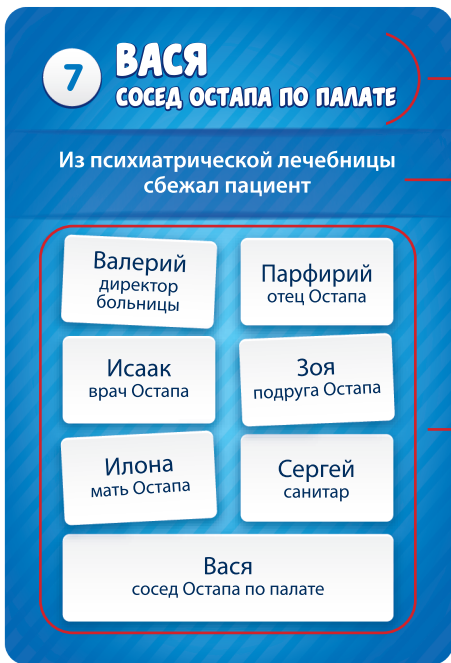 7
ВАСЯ
СОСЕД ОСТАПА ПО ПАЛАТЕ
Из психиатрической лечебницы
сбежал пациент
Валерий
директор
больницы
Парфирий
отец Остапа
Исаак
врач Остапа
Зоя
подруга Остапа
Илона
мать Остапа
Сергей
санитар
Вася
сосед Остапа по палате